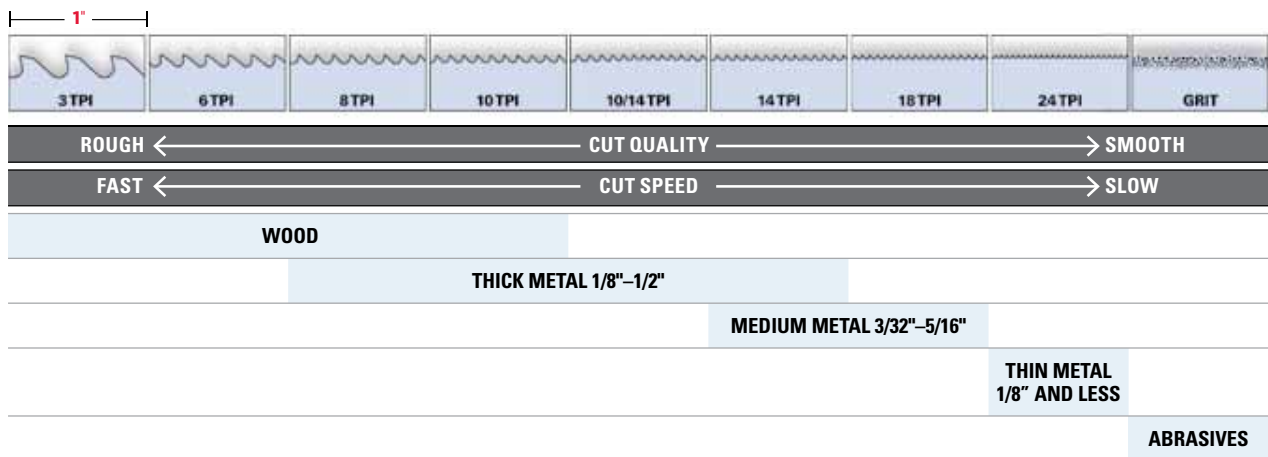 1"
3 TPI 6 TPI 8 TPI 10 TPI 10/14 TPI 14 TPI 18 TPI 24 TPI GRIT
ROUGH CUT QUALITY SMOOTH
FAST CUT SPEED SLOW
WOOD
THICK METAL 1/8"–1/2"
MEDIUM METAL 3/32"–5/16"
THIN METAL
1/8” AND LESS
ABRASIVES